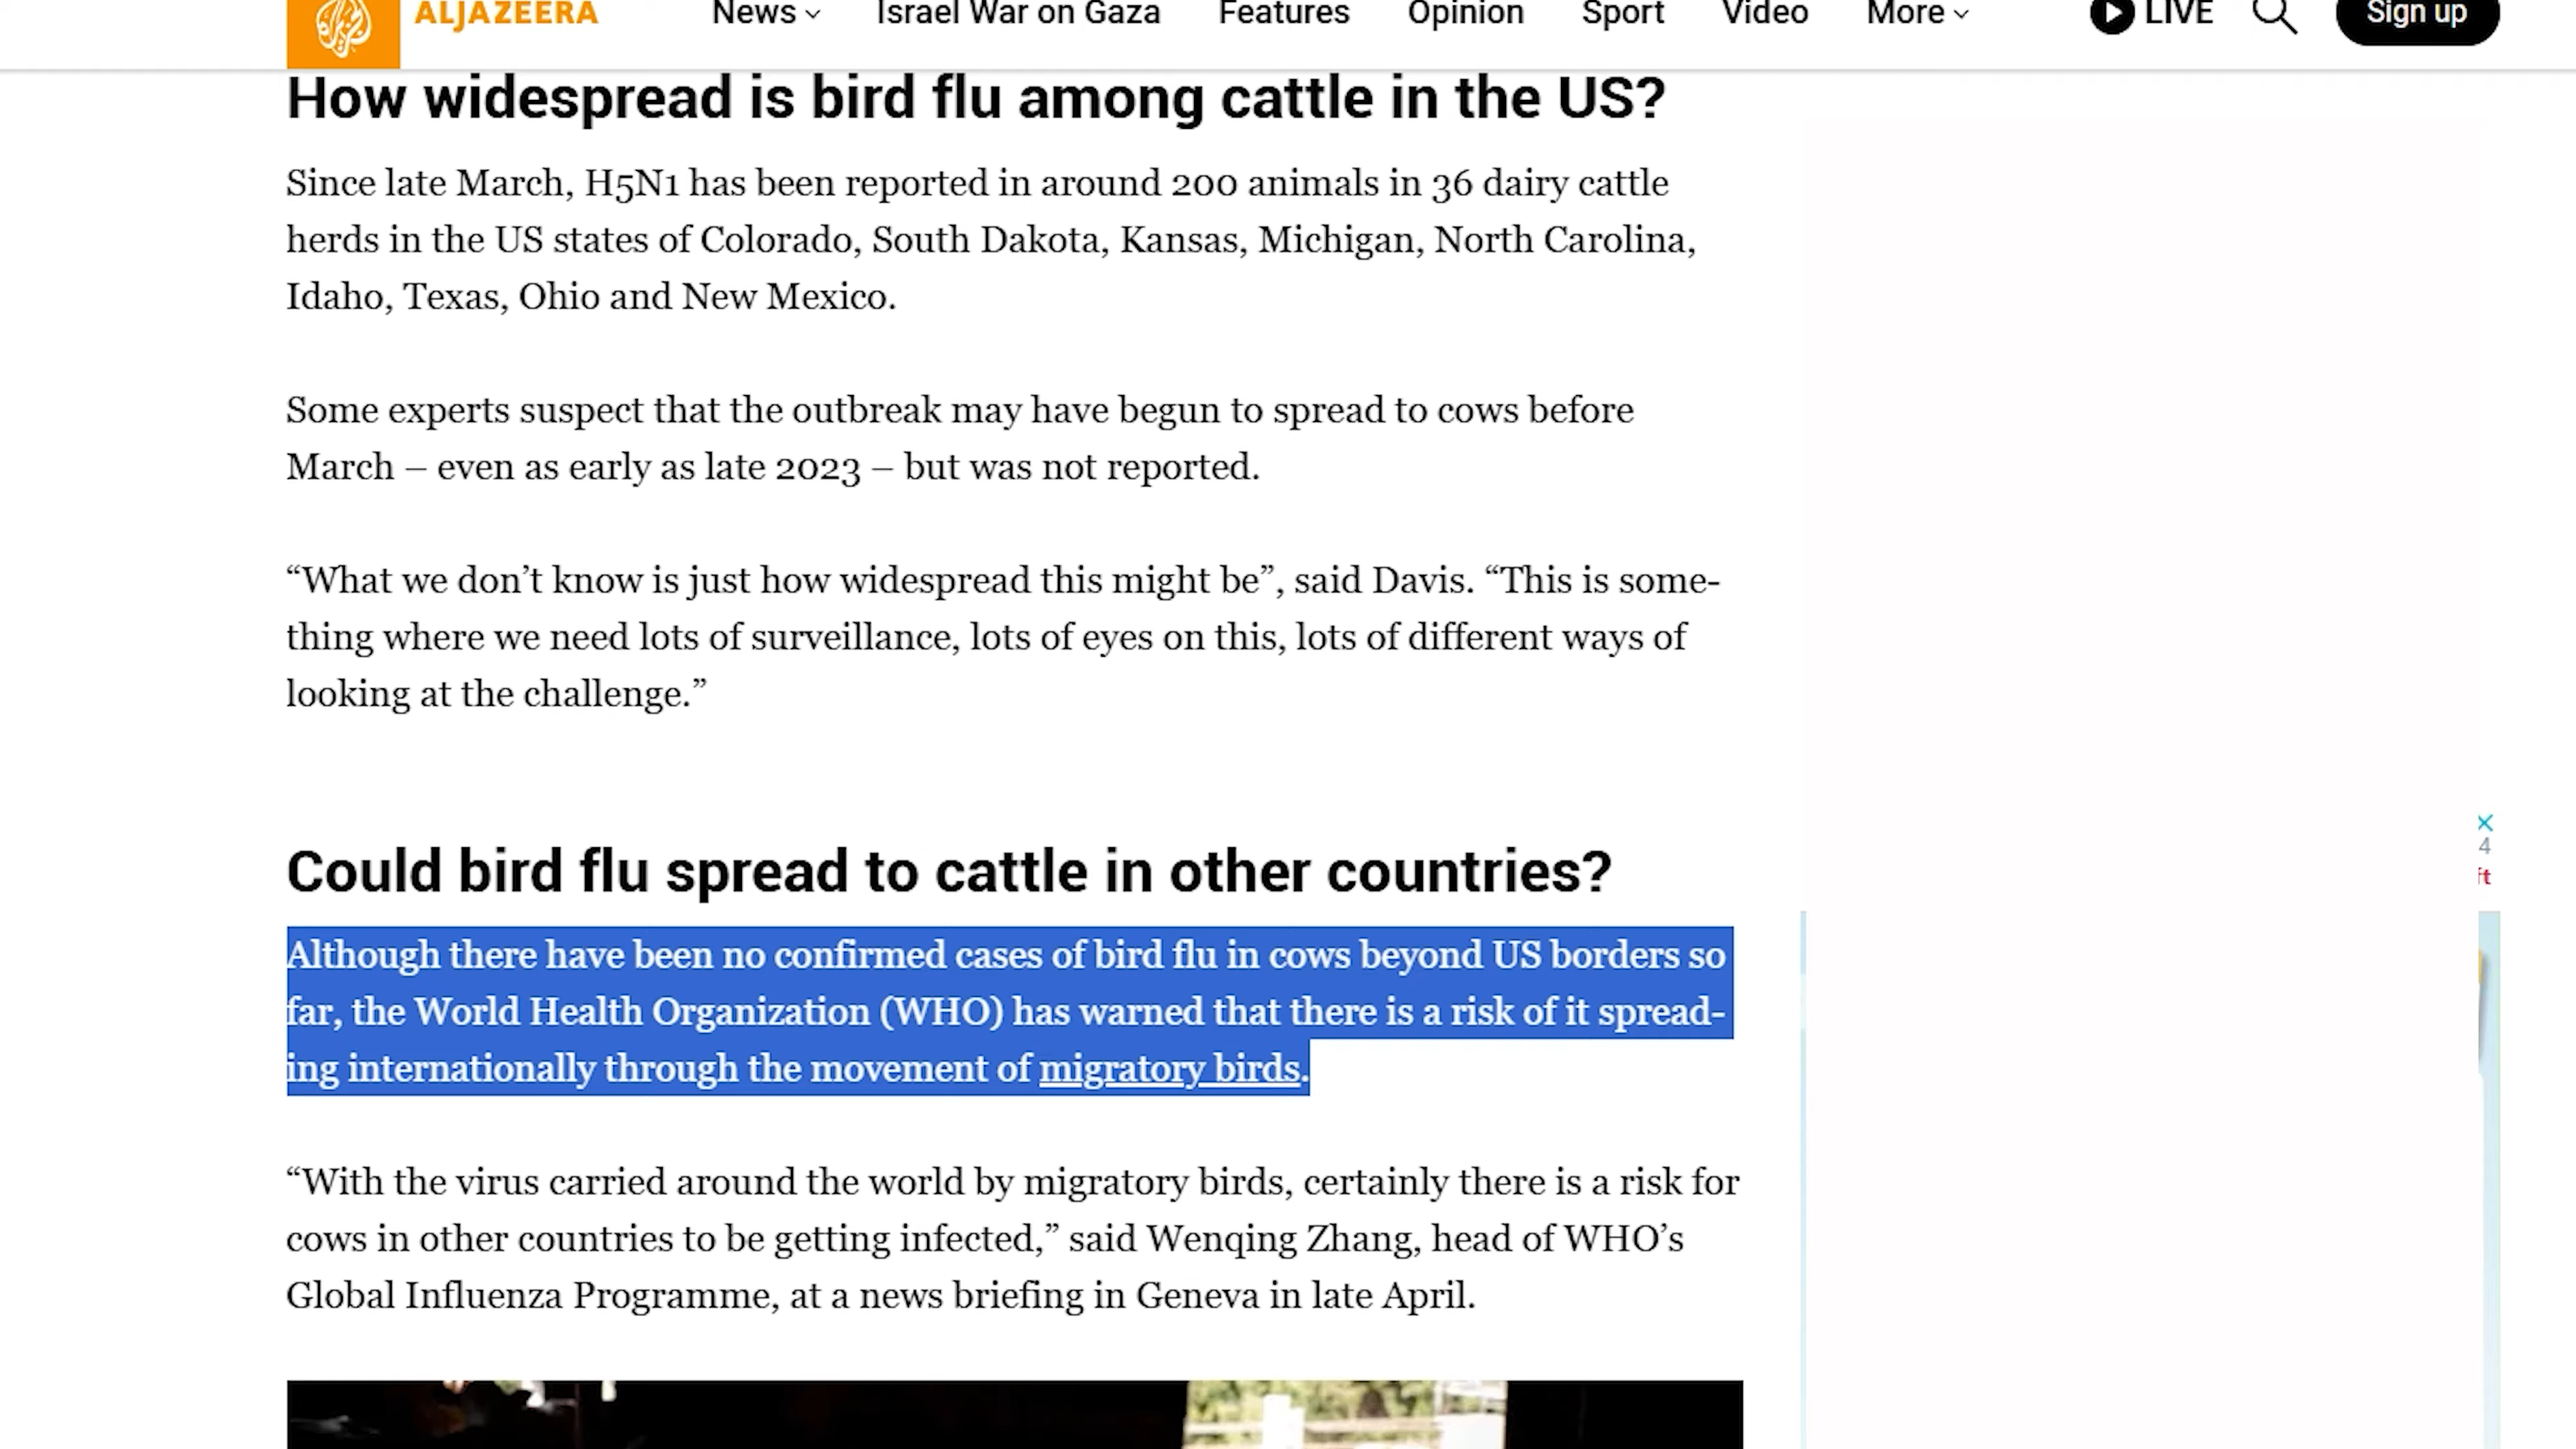 ALJAZEERA News Israel War on Gaza Features Opinion Sport Video More LIVE Sign up
How widespread is bird flu among cattle in the US?
Since late March, H5N1 has been reported in around 200 animals in 36 dairy cattle
herds in the US states of Colorado, South Dakota, Kansas, Michigan, North Carolina,
Idaho, Texas, Ohio and New Mexico.
Some experts suspect that the outbreak may have begun to spread to cows before
March – even as early as late 2023 – but was not reported.
“What we don’t know is just how widespread this might be”, said Davis. “This is some-
thing where we need lots of surveillance, lots of eyes on this, lots of different ways of
looking at the challenge.”
4
ft
Could bird flu spread to cattle in other countries?
Although there have been no confirmed cases of bird flu in cows beyond US borders so
far, the World Health Organization (WHO) has warned that there is a risk of it spread-
ing internationally through the movement of migratory birds.
“With the virus carried around the world by migratory birds, certainly there is a risk for
cows in other countries to be getting infected,” said Wenqing Zhang, head of WHO’s
Global Influenza Programme, at a news briefing in Geneva in late April.